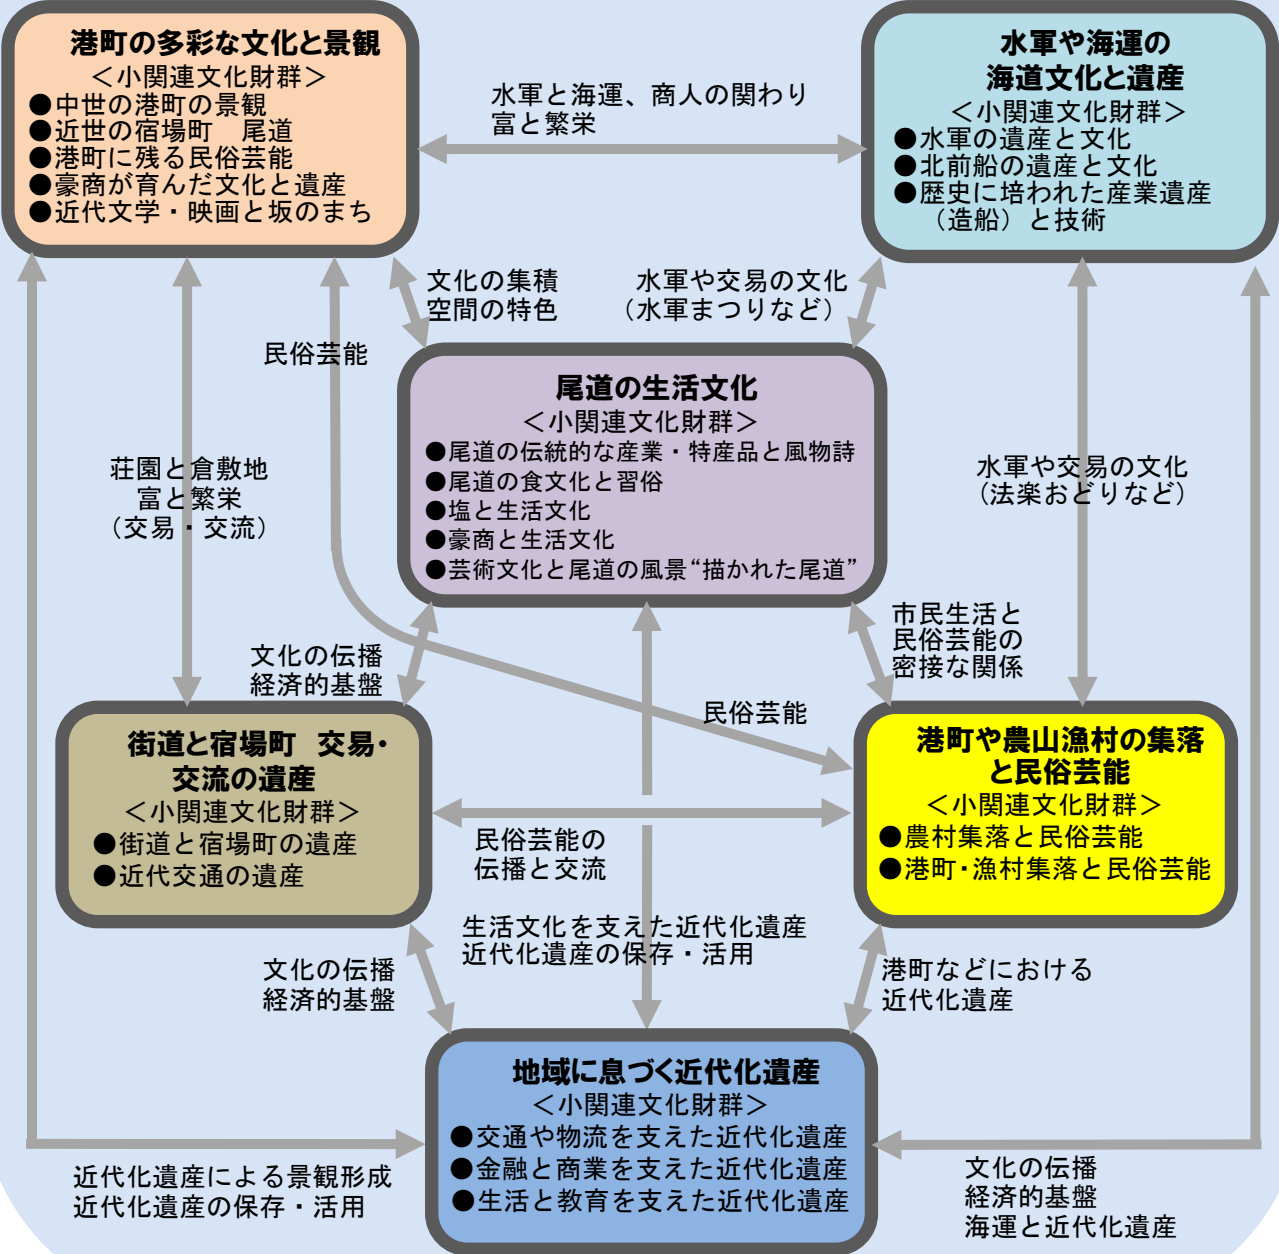 港町の多彩な文化と景観
＜小関連文化財群＞
●中世の港町の景観
●近世の宿場町　尾道
●港町に残る民俗芸能
●豪商が育んだ文化と遺産
●近代文学・映画と坂のまち
水軍と海運、商人の関わり
富と繁栄
水軍や海運の
海道文化と遺産
＜小関連文化財群＞
●水軍の遺産と文化
●北前船の遺産と文化
●歴史に培われた産業遺産
（造船）と技術
文化の集積
空間の特色
水軍や交易の文化
（水軍まつりなど）
民俗芸能
尾道の生活文化
＜小関連文化財群＞
●尾道の伝統的な産業・特産品と風物詩
●尾道の食文化と習俗
●塩と生活文化
●豪商と生活文化
●芸術文化と尾道の風景“描かれた尾道”
荘園と倉敷地
富と繁栄
（交易・交流）
水軍や交易の文化
（法楽おどりなど）
文化の伝播
経済的基盤
市民生活と
民俗芸能の
密接な関係
民俗芸能
街道と宿場町　交易・
交流の遺産
＜小関連文化財群＞
●街道と宿場町の遺産
●近代交通の遺産
民俗芸能の
伝播と交流
港町や農山漁村の集落
と民俗芸能
＜小関連文化財群＞
●農村集落と民俗芸能
●港町・漁村集落と民俗芸能
生活文化を支えた近代化遺産
近代化遺産の保存・活用
文化の伝播
経済的基盤
港町などにおける
近代化遺産
地域に息づく近代化遺産
＜小関連文化財群＞
●交通や物流を支えた近代化遺産
●金融と商業を支えた近代化遺産
●生活と教育を支えた近代化遺産
近代化遺産による景観形成
近代化遺産の保存・活用
文化の伝播
経済的基盤
海運と近代化遺産